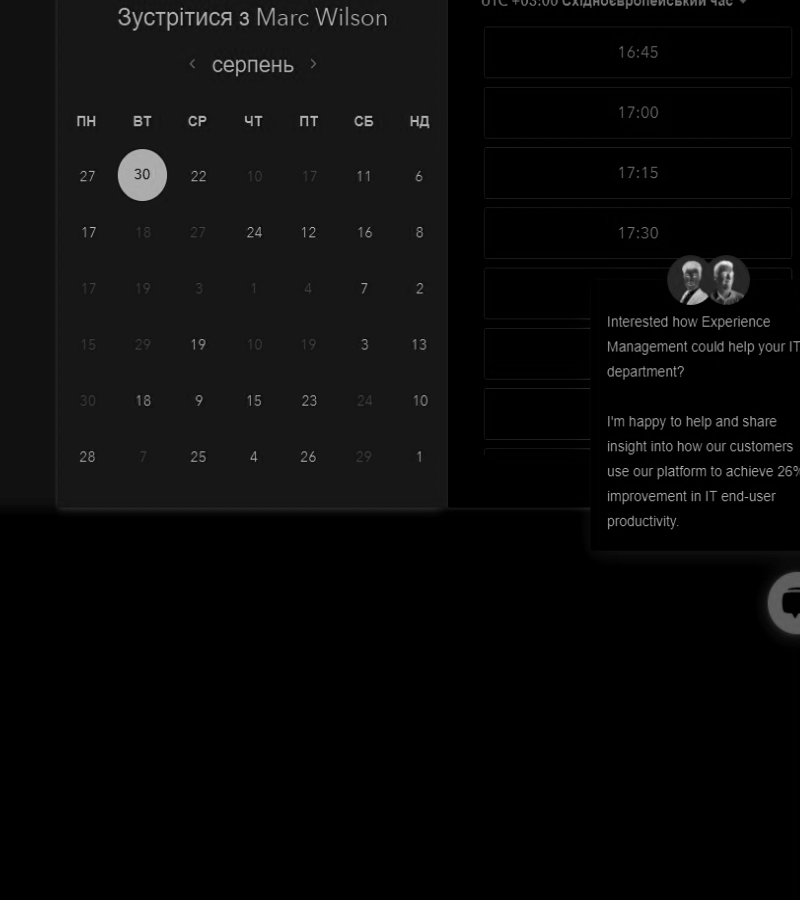 Зустрітися з Marc Wilson
серпень
ПН ВТ СР ЧТ ПТ СБ НД
27 30 22 10 17 11 6
17 18 27 24 12 16 8
17 19 3 1 4 7 2
15 29 19 10 19 3 13
30 18 9 15 23 24 10
28 7 25 4 26 29 1
UTC +03:00 Східноєвропейський час
16:45
17:00
17:15
17:30
Interested how Experience
Management could help your IT
department?
I'm happy to help and share
insight into how our customers
use our platform to achieve 26%
improvement in IT end-user
productivity.